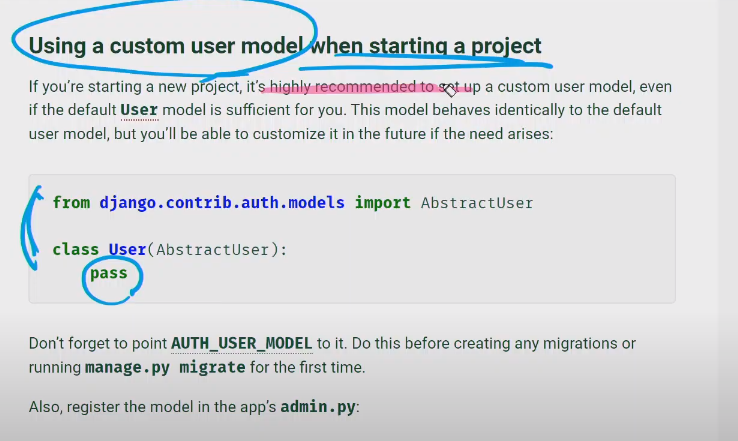 Using a custom user model when starting a project
If you're starting a new project, it's highly recommended to set up a custom user model, even
if the default User model is sufficient for you. This model behaves identically to the default
user model, but you'll be able to customize it in the future if the need arises:
from django.contrib.auth.models import AbstractUser
class User(AbstractUser):
pass
Don't forget to point AUTH_USER_MODEL to it. Do this before creating any migrations or
running manage.py migrate for the first time.
Also, register the model in the app's admin.py: